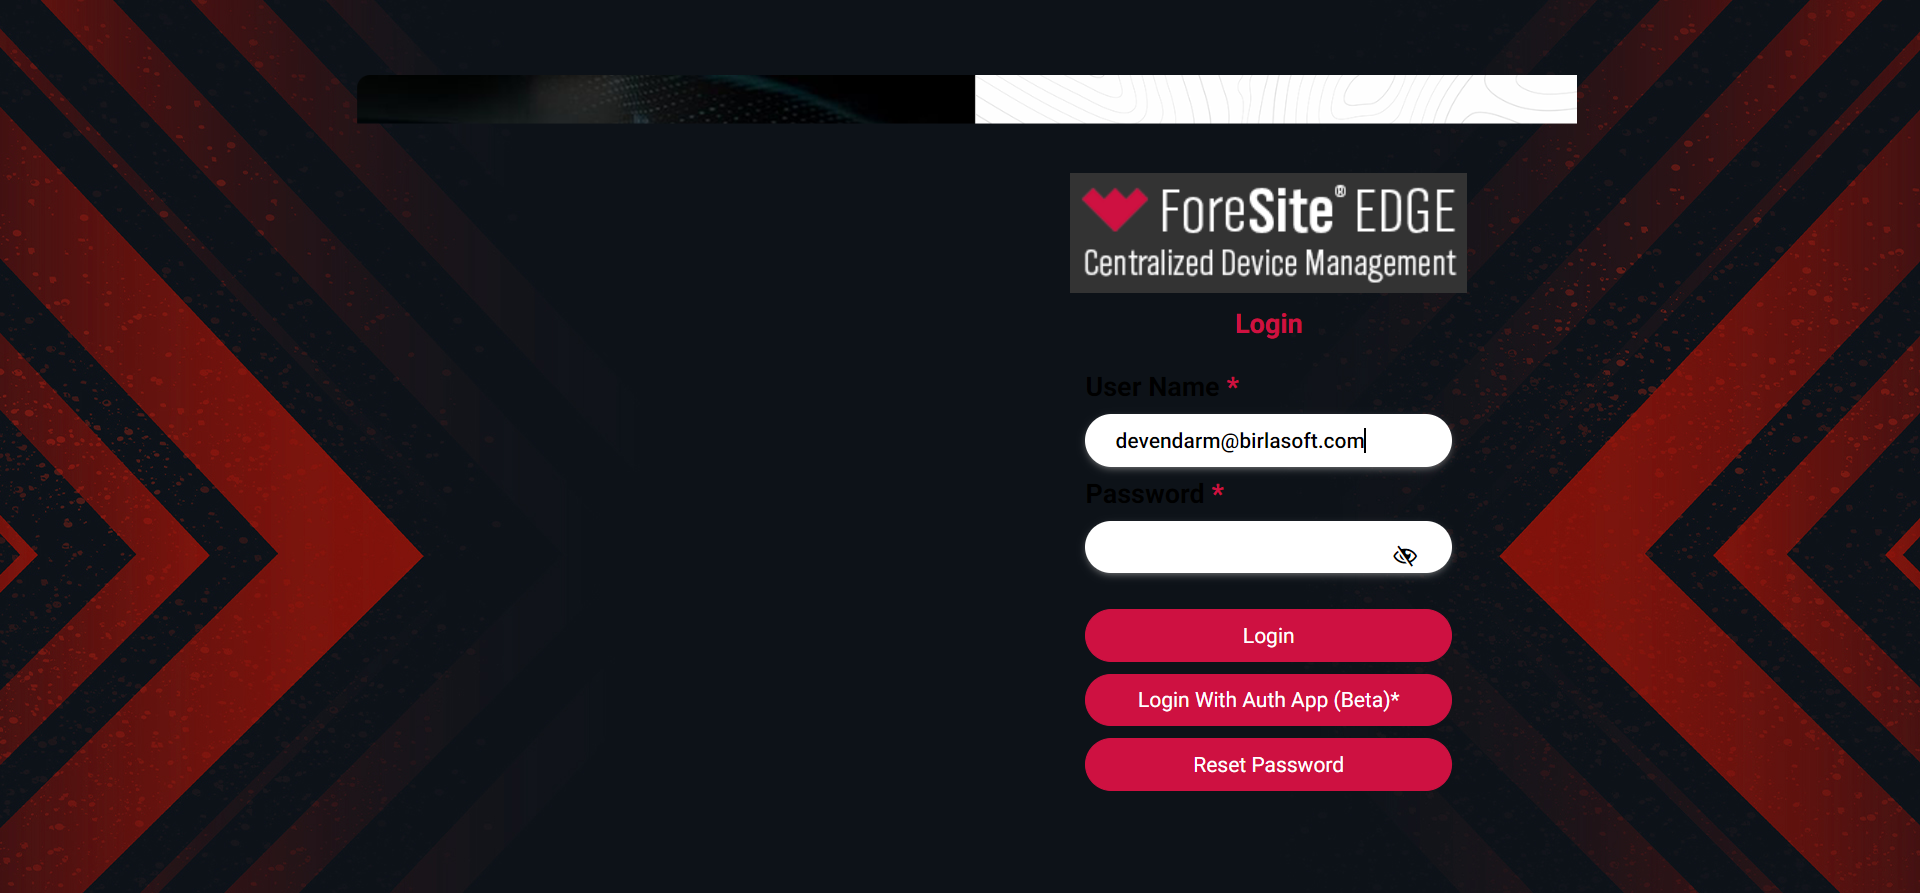 ForeSite® EDGE
Centralized Device Management
Login
User Name *
devendarm@birlasoft.com
Password *
Login
Login With Auth App (Beta)*
Reset Password